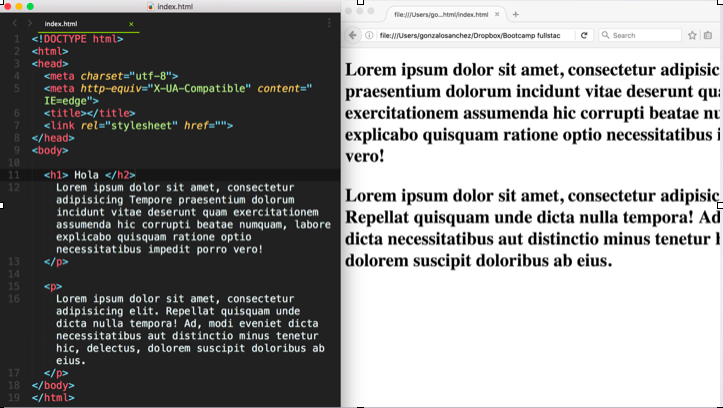 index.html
index.html ×
1 <!DOCTYPE html>
2 <html>
3 <head>
4 <meta charset="utf-8">
5 <meta http-equiv="X-UA-Compatible" content="
IE=edge">
6 <title></title>
7 <link rel="stylesheet" href="">
8 </head>
9 <body>
10
11 <h1> Hola </h2>
12 Lorem ipsum dolor sit amet, consectetur
adipisicing Tempore praesentium dolorum
incidunt vitae deserunt quam exercitationem
assumenda hic corrupti beatae numquam, labore
explicabo quisquam ratione optio
necessitatibus impedit porro vero!
13 </p>
14
15 <p>
16 Lorem ipsum dolor sit amet, consectetur
adipisicing elit. Repellat quisquam unde
dicta nulla tempora! Ad, modi eveniet dicta
necessitatibus aut distinctio minus tenetur
hic, delectus, dolorem suscipit doloribus ab
eius.
17 </p>
18 </body>
19 </html>
file:///Users/go...html/index.html ×
file:///Users/gonzalosanchez/Dropbox/Bootcamp fullstac
Search
Lorem ipsum dolor sit amet, consectetur adipisic
praesentium dolorum incidunt vitae deserunt qua
exercitationem assumenda hic corrupti beatae nu
explicabo quisquam ratione optio necessitatibus i
vero!
Lorem ipsum dolor sit amet, consectetur adipisic
Repellat quisquam unde dicta nulla tempora! Ad
dicta necessitatibus aut distinctio minus tenetur h
dolorem suscipit doloribus ab eius.